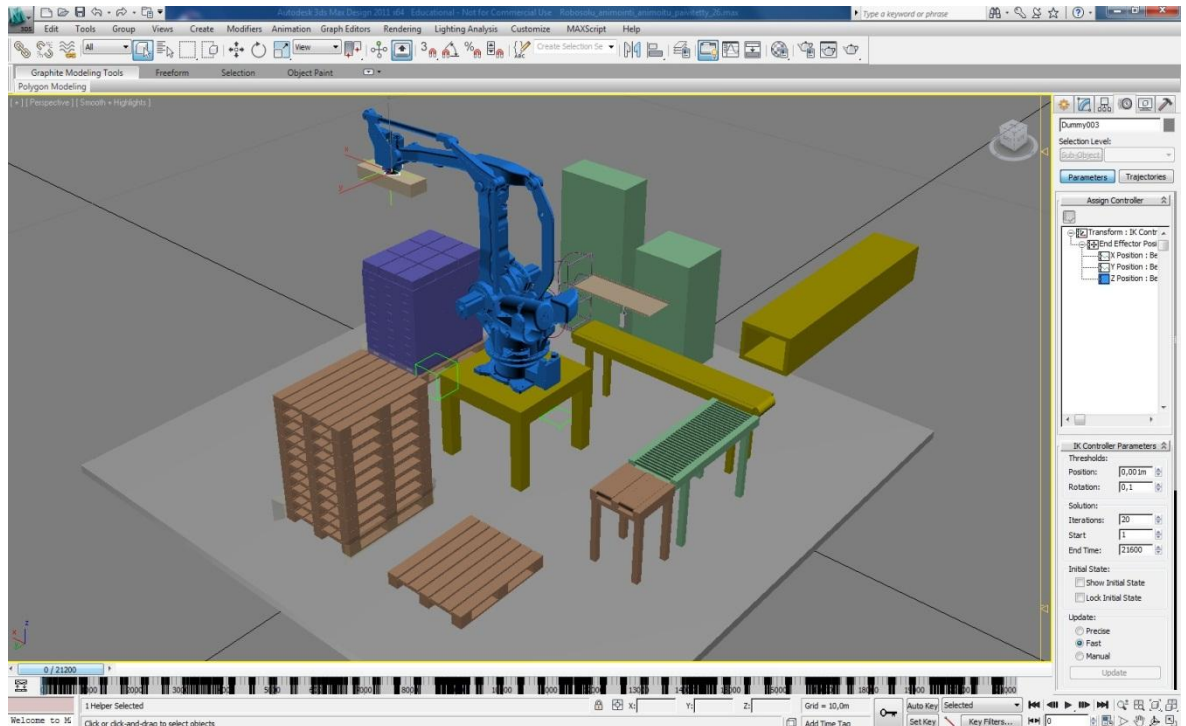 Autodesk 3ds Max Design 2011 x64 Educational - Not for Commercial Use
Type a keyword or phrase
Edit Tools Group Views Create Modifiers Animation Graph Editors Rendering Lighting Analysis Customize MAXScript Help
All View Create Selection Se
Graphite Modeling Tools Freeform Selection Object Paint
Polygon Modeling
[ + ] [ Perspective ] [ Smooth + Highlights ]
Dummy003
Selection Level:
Sub-Object
Parameters Trajectories
Assign Controller
Transform : IK Contr
End Effector Posi
X Position : Be
Y Position : Be
Z Position : Be
IK Controller Parameters
Thresholds:
Position: 0,001m
Rotation: 0,1
Solution:
Iterations: 20
Start 1
End Time: 21600
Initial State:
Show Initial State
Lock Initial State
Update:
Precise
Fast
Manual
Update
0 / 21200
1 Helper Selected X: Y: Z: Grid = 10,0m Auto Key Selected
Welcome to M Click or click-and-drag to select objects Add Time Tag Set Key Key Filters... 0